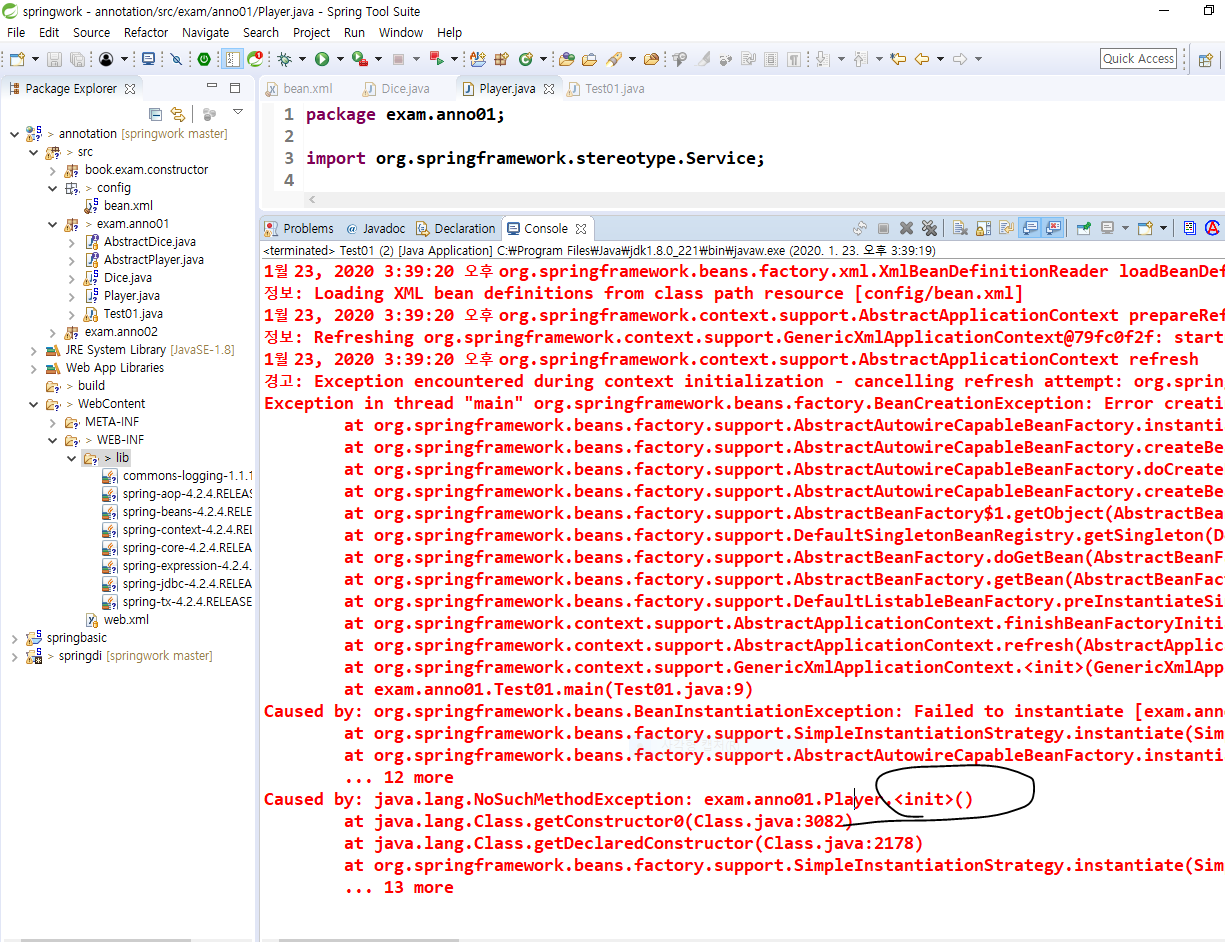 springwork - annotation/src/exam/anno01/Player.java - Spring Tool Suite
File Edit Source Refactor Navigate Search Project Run Window Help
Quick Access
Package Explorer
bean.xml Dice.java Player.java Test01.java
> annotation [springwork master]
> src
book.exam.constructor
> config
bean.xml
> exam.anno01
AbstractDice.java
AbstractPlayer.java
Dice.java
Player.java
Test01.java
exam.anno02
JRE System Library [JavaSE-1.8]
Web App Libraries
> build
> WebContent
META-INF
> WEB-INF
> lib
commons-logging-1.1.1
spring-aop-4.2.4.RELEAS
spring-beans-4.2.4.RELE
spring-context-4.2.4.REL
spring-core-4.2.4.RELEA
spring-expression-4.2.4.
spring-jdbc-4.2.4.RELEA
spring-tx-4.2.4.RELEASE
web.xml
springbasic
> springdi [springwork master]
1 package exam.anno01;
2
3 import org.springframework.stereotype.Service;
4
Problems @ Javadoc Declaration Console
<terminated> Test01 (2) [Java Application] C:₩Program Files₩Java₩jdk1.8.0_221₩bin₩javaw.exe (2020. 1. 23. 오후 3:39:19)
1월 23, 2020 3:39:20 오후 org.springframework.beans.factory.xml.XmlBeanDefinitionReader loadBeanDef
정보: Loading XML bean definitions from class path resource [config/bean.xml]
1월 23, 2020 3:39:20 오후 org.springframework.context.support.AbstractApplicationContext prepareRef
정보: Refreshing org.springframework.context.support.GenericXmlApplicationContext@79fc0f2f: start
1월 23, 2020 3:39:20 오후 org.springframework.context.support.AbstractApplicationContext refresh
경고: Exception encountered during context initialization - cancelling refresh attempt: org.sprin
Exception in thread "main" org.springframework.beans.factory.BeanCreationException: Error creati
at org.springframework.beans.factory.support.AbstractAutowireCapableBeanFactory.instanti
at org.springframework.beans.factory.support.AbstractAutowireCapableBeanFactory.createBe
at org.springframework.beans.factory.support.AbstractAutowireCapableBeanFactory.doCreate
at org.springframework.beans.factory.support.AbstractAutowireCapableBeanFactory.createBe
at org.springframework.beans.factory.support.AbstractBeanFactory$1.getObject(AbstractBea
at org.springframework.beans.factory.support.DefaultSingletonBeanRegistry.getSingleton(D
at org.springframework.beans.factory.support.AbstractBeanFactory.doGetBean(AbstractBeanF
at org.springframework.beans.factory.support.AbstractBeanFactory.getBean(AbstractBeanFac
at org.springframework.beans.factory.support.DefaultListableBeanFactory.preInstantiateSi
at org.springframework.context.support.AbstractApplicationContext.finishBeanFactoryIniti
at org.springframework.context.support.AbstractApplicationContext.refresh(AbstractApplic
at org.springframework.context.support.GenericXmlApplicationContext.<init>(GenericXmlApp
at exam.anno01.Test01.main(Test01.java:9)
Caused by: org.springframework.beans.BeanInstantiationException: Failed to instantiate [exam.ann
at org.springframework.beans.factory.support.SimpleInstantiationStrategy.instantiate(Sim
at org.springframework.beans.factory.support.AbstractAutowireCapableBeanFactory.instanti
... 12 more
Caused by: java.lang.NoSuchMethodException: exam.anno01.Player.<init>()
at java.lang.Class.getConstructor0(Class.java:3082)
at java.lang.Class.getDeclaredConstructor(Class.java:2178)
at org.springframework.beans.factory.support.SimpleInstantiationStrategy.instantiate(Sim
... 13 more